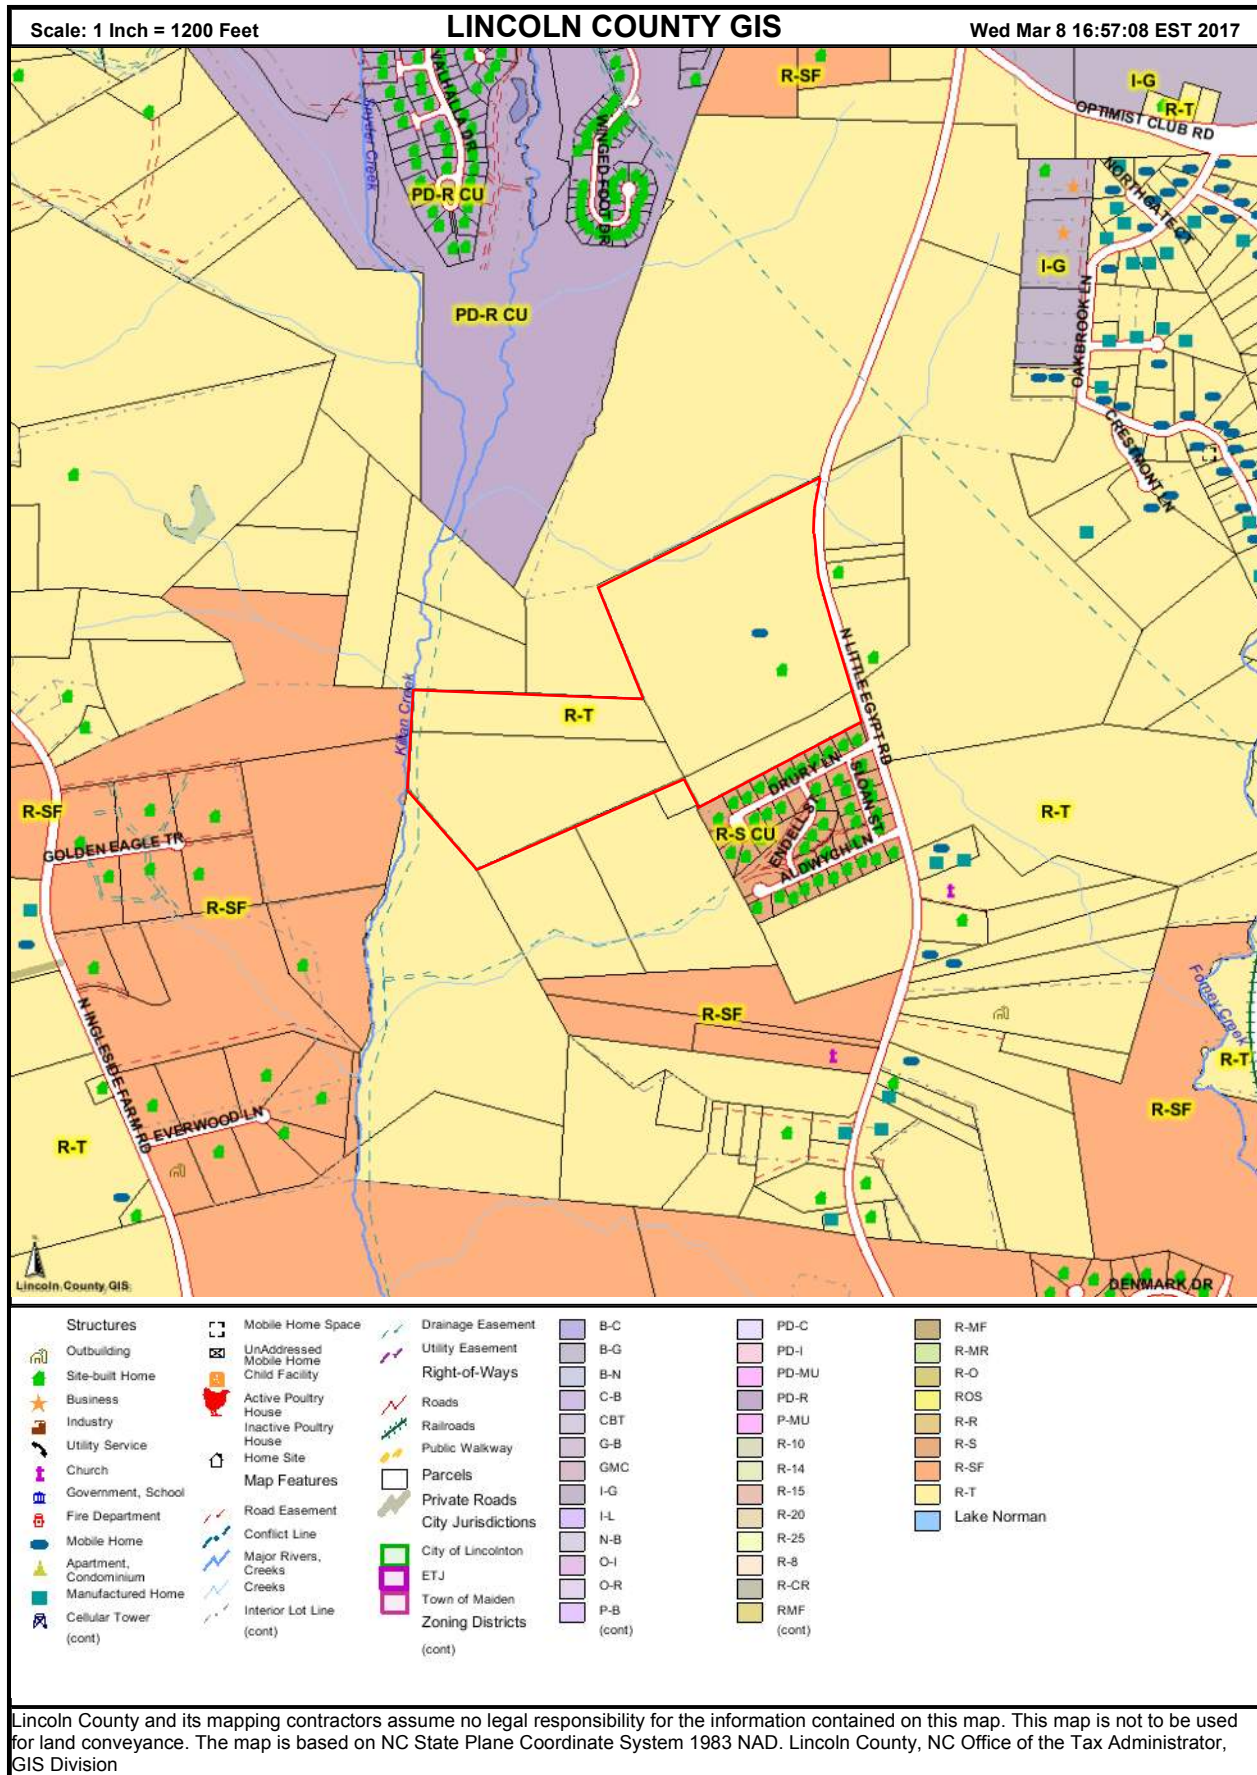 Scale: 1 Inch = 1200 Feet
LINCOLN COUNTY GIS
Wed Mar 8 16:57:08 EST 2017
R-SF
I-G
R-T
OPTIMIST CLUB RD
VALHALLA DR
Snyder Creek
WINGED FOOT DR
PD-R CU
NORTHGATE CT
I-G
OAKBROOK LN
PD-R CU
CRESTMONT LN
N LITTLE EGYPT RD
Killian Creek
R-T
DRURY LN
SLOAN ST
R-SF
R-S CU
ENDELL ST
R-T
GOLDEN EAGLE TR
ALDWYCH LN
R-SF
Forney Creek
R-SF
N INGLESIDE FARM RD
R-T
EVERWOOD LN
R-SF
R-T
N
Lincoln County GIS
DENMARK DR
Structures
Outbuilding
Site-built Home
Business
Industry
Utility Service
Church
Government, School
Fire Department
Mobile Home
Apartment,
Condominium
Manufactured Home
Cellular Tower
(cont)
Mobile Home Space
UnAddressed
Mobile Home
Child Facility
Active Poultry
House
Inactive Poultry
House
Home Site
Map Features
Road Easement
Conflict Line
Major Rivers,
Creeks
Creeks
Interior Lot Line
(cont)
Drainage Easement
Utility Easement
Right-of-Ways
Roads
Railroads
Public Walkway
Parcels
Private Roads
City Jurisdictions
City of Lincolnton
ETJ
Town of Maiden
Zoning Districts
(cont)
B-C
B-G
B-N
C-B
CBT
G-B
GMC
I-G
I-L
N-B
O-I
O-R
P-B
(cont)
PD-C
PD-I
PD-MU
PD-R
P-MU
R-10
R-14
R-15
R-20
R-25
R-8
R-CR
RMF
(cont)
R-MF
R-MR
R-O
ROS
R-R
R-S
R-SF
R-T
Lake Norman
Lincoln County and its mapping contractors assume no legal responsibility for the information contained on this map. This map is not to be used
for land conveyance. The map is based on NC State Plane Coordinate System 1983 NAD. Lincoln County, NC Office of the Tax Administrator,
GIS Division